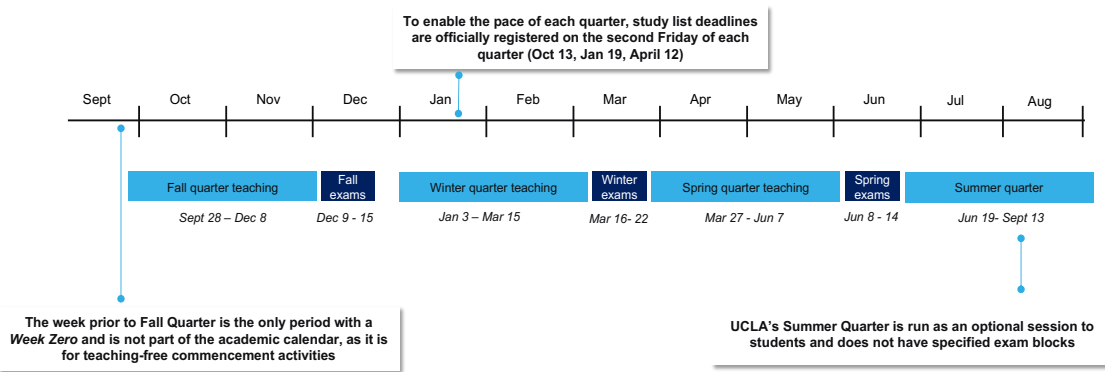 To enable the pace of each quarter, study list deadlines
are officially registered on the second Friday of each
quarter (Oct 13, Jan 19, April 12)
Sept Oct Nov Dec Jan Feb Mar Apr May Jun Jul Aug
Fall quarter teaching
Fall
exams
Winter quarter teaching
Winter
exams
Spring quarter teaching
Spring
exams
Summer quarter
Sept 28 – Dec 8
Dec 9 - 15
Jan 3 – Mar 15
Mar 16- 22
Mar 27 - Jun 7
Jun 8 - 14
Jun 19- Sept 13
The week prior to Fall Quarter is the only period with a
Week Zero and is not part of the academic calendar, as it is
for teaching-free commencement activities
UCLA’s Summer Quarter is run as an optional session to
students and does not have specified exam blocks